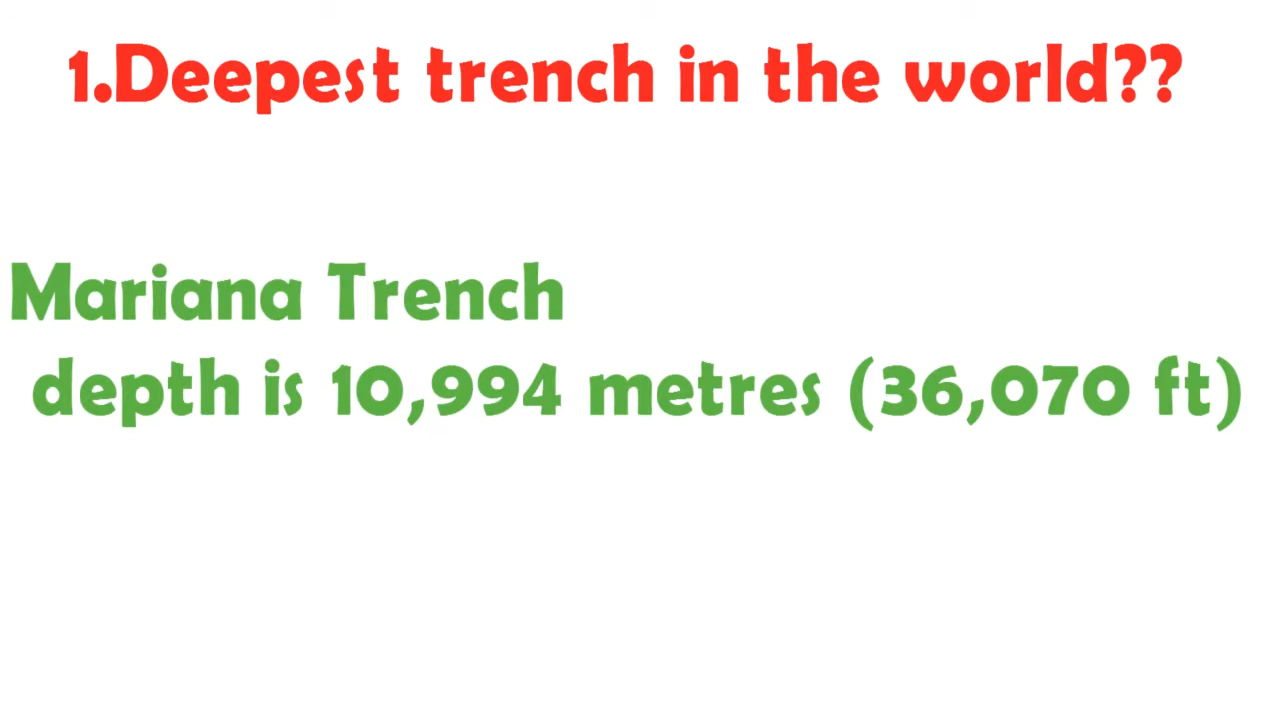 1.Deepest trench in the world??
Mariana Trench
depth is 10,994 metres (36,070 ft)